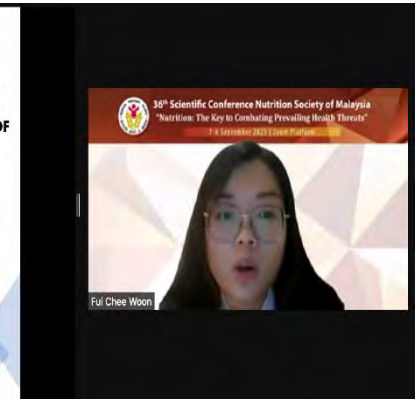 OF
36th Scientific Conference Nutrition Society of Malaysia
"Nutrition: The Key to Combating Prevailing Health Threats"
7-8 September 2021 | Zoom Platform
Fui Chee Woon